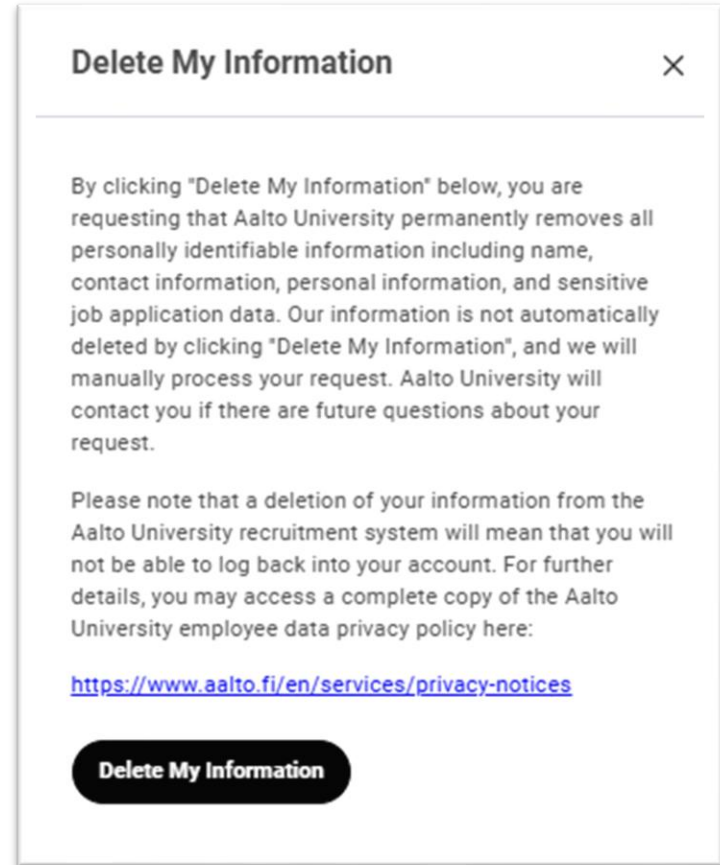 Delete My Information
By clicking "Delete My Information" below, you are
requesting that Aalto University permanently removes all
personally identifiable information including name,
contact information, personal information, and sensitive
job application data. Our information is not automatically
deleted by clicking "Delete My Information", and we will
manually process your request. Aalto University will
contact you if there are future questions about your
request.
Please note that a deletion of your information from the
Aalto University recruitment system will mean that you will
not be able to log back into your account. For further
details, you may access a complete copy of the Aalto
University employee data privacy policy here:
https://www.aalto.fi/en/services/privacy-notices
Delete My Information